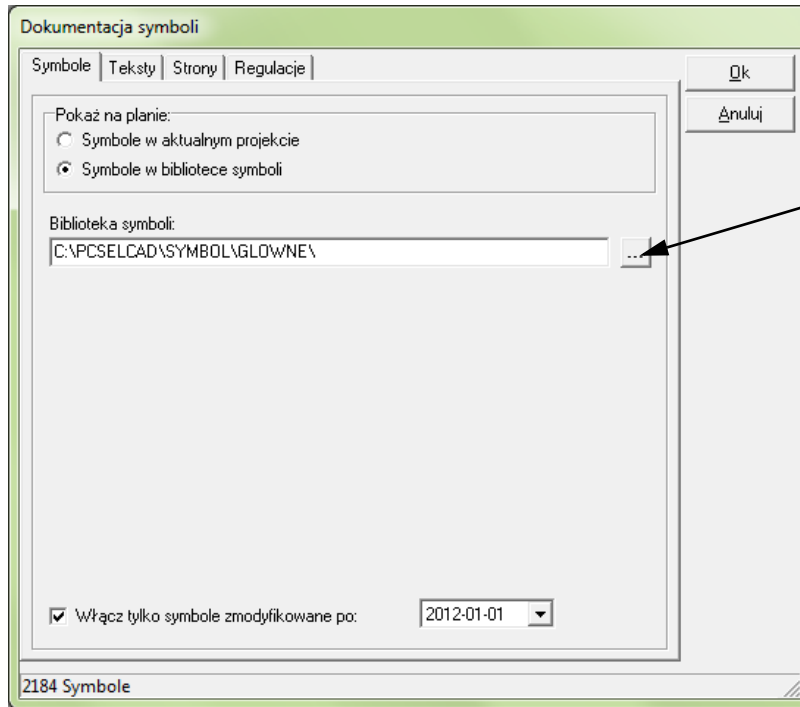 Dokumentacja symboli
Symbole Teksty Strony Regulacje
Ok
Anuluj
Pokaż na planie:
Symbole w aktualnym projekcie
Symbole w bibliotece symboli
Biblioteka symboli:
C:\PCSELCAD\SYMBOL\GLOWNE\
...
Włącz tylko symbole zmodyfikowane po: 2012-01-01
2184 Symbole